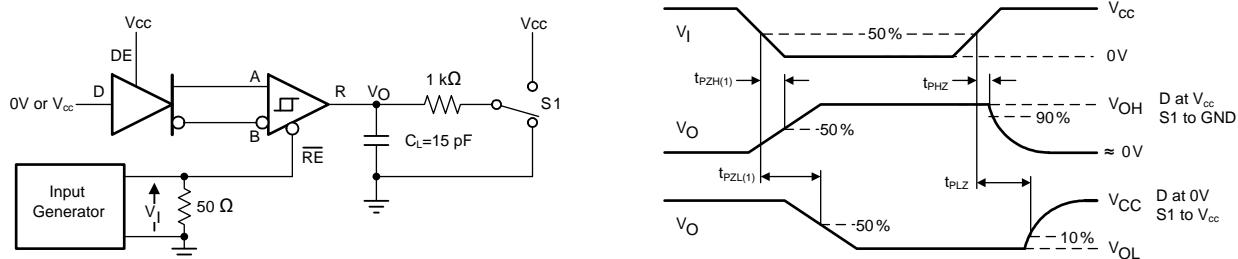 Vcc
DE
D
0V or Vcc
A
B
R
VO
1 kΩ
Vcc
S1
CL=15 pF
RE
Input
Generator
VI
50 Ω
VI
50%
Vcc
0V
tPZH(1)
tPHZ
VO
50%
VOH
90%
≈ 0V
D at Vcc
S1 to GND
tPZL(1)
tPLZ
VO
50%
VCC
10%
VOL
D at 0V
S1 to Vcc